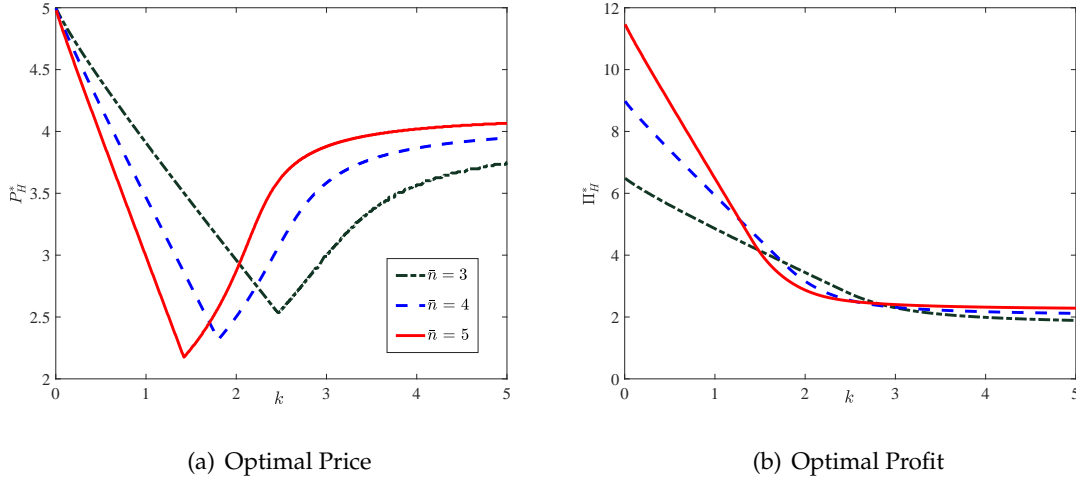 5
4.5
4
3.5
3
2.5
2
0 1 2 3 4 5
P*_H
k
n̄ = 3
n̄ = 4
n̄ = 5
(a) Optimal Price
12
10
8
6
4
2
0
0 1 2 3 4 5
Π*_H
k
(b) Optimal Profit